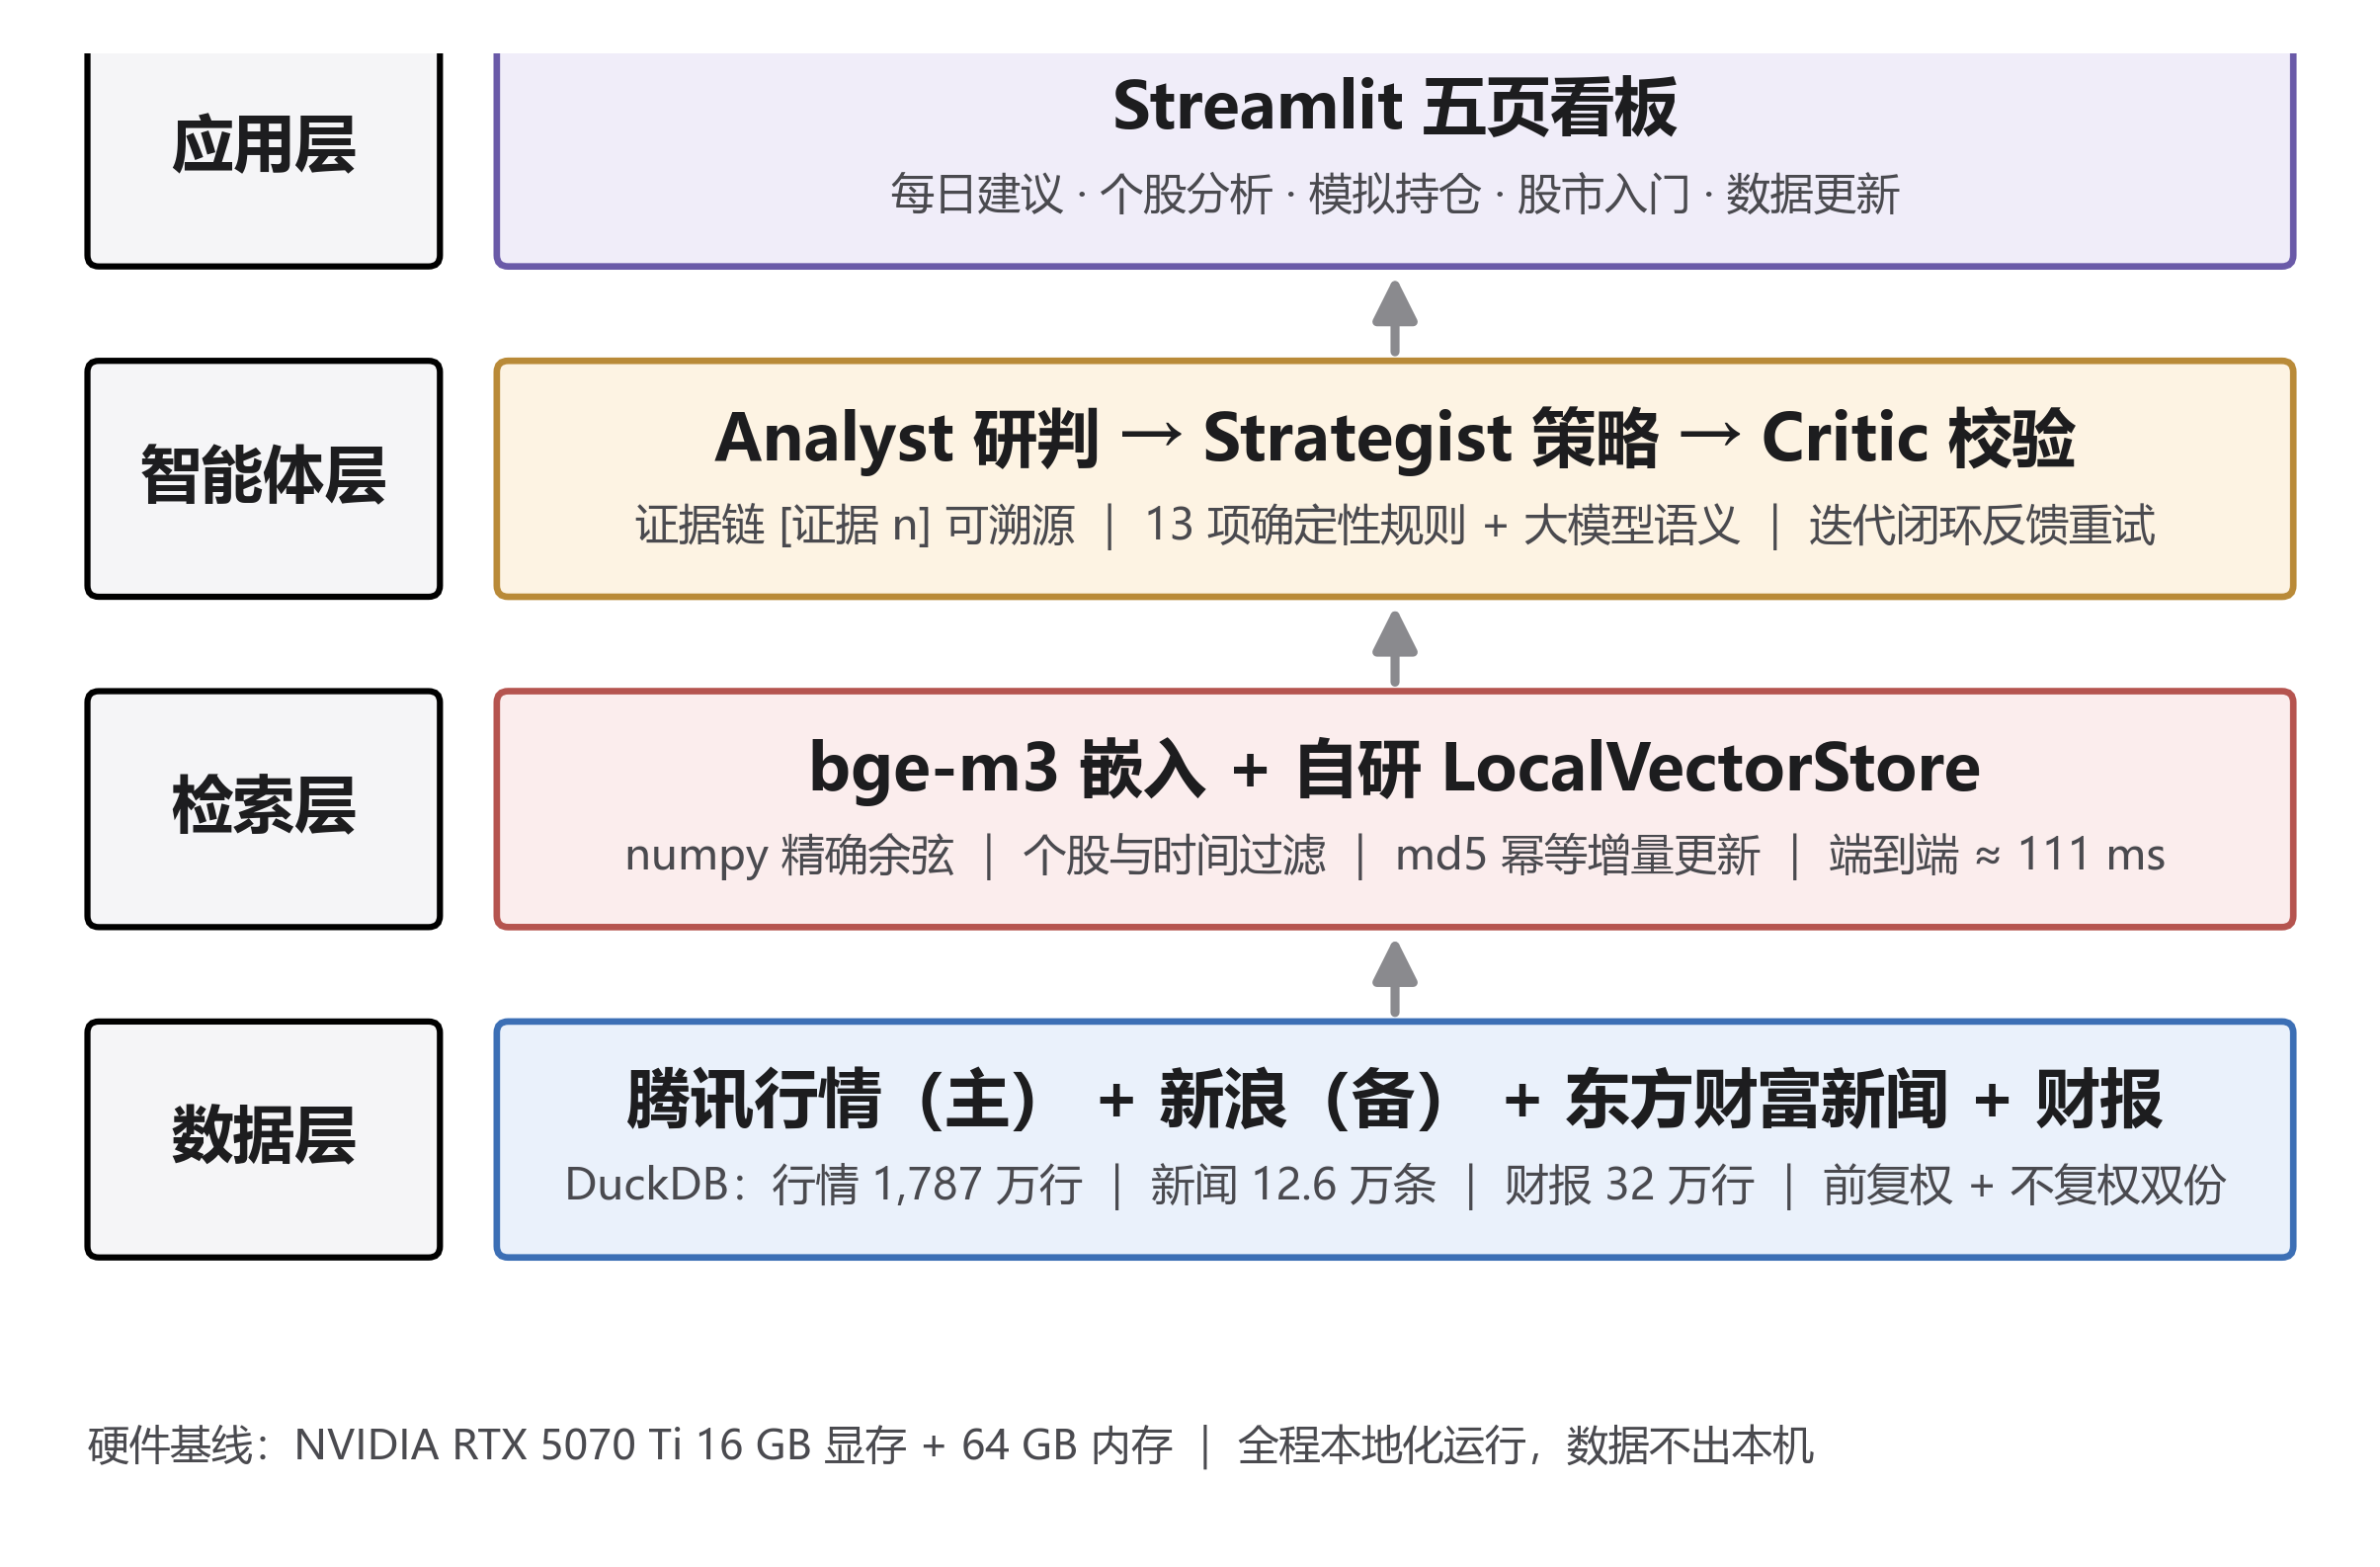 应用层
Streamlit 五页看板
每日建议 · 个股分析 · 模拟持仓 · 股市入门 · 数据更新
智能体层
Analyst 研判 → Strategist 策略 → Critic 校验
证据链 [证据 n] 可溯源 | 13 项确定性规则 + 大模型语义 | 迭代闭环反馈重试
检索层
bge-m3 嵌入 + 自研 LocalVectorStore
numpy 精确余弦 | 个股与时间过滤 | md5 幂等增量更新 | 端到端 ≈ 111 ms
数据层
腾讯行情（主） + 新浪（备） + 东方财富新闻 + 财报
DuckDB：行情 1,787 万行 | 新闻 12.6 万条 | 财报 32 万行 | 前复权 + 不复权双份
硬件基线：NVIDIA RTX 5070 Ti 16 GB 显存 + 64 GB 内存 | 全程本地化运行，数据不出本机